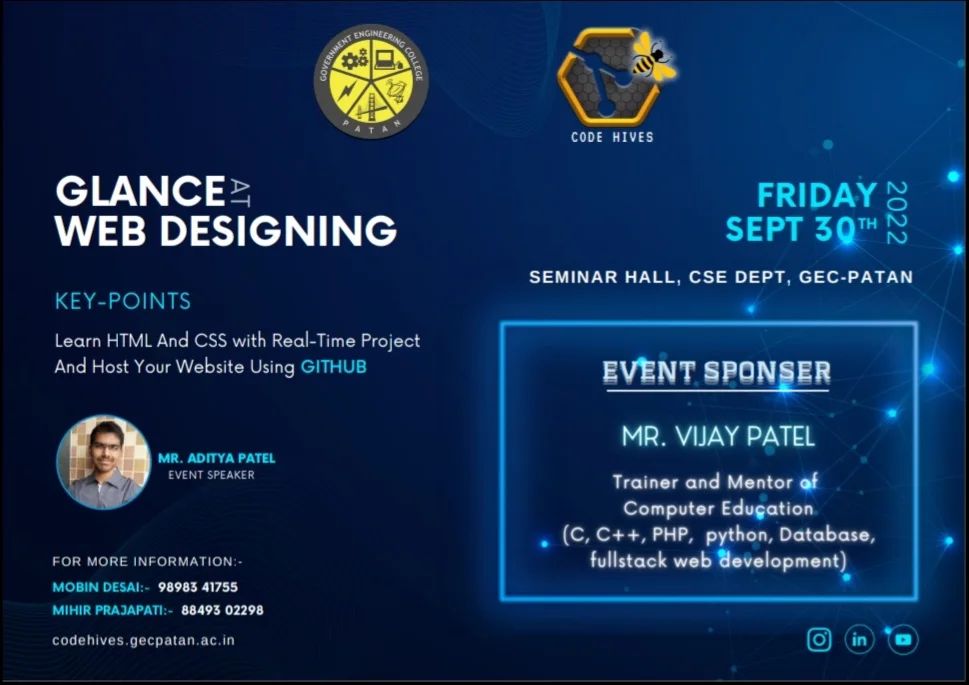 GOVERNMENT ENGINEERING COLLEGE
PATAN
CODE HIVES
GLANCE AT
WEB DESIGNING
FRIDAY
SEPT 30TH
2022
SEMINAR HALL, CSE DEPT, GEC-PATAN
KEY-POINTS
Learn HTML And CSS with Real-Time Project
And Host Your Website Using GITHUB
MR. ADITYA PATEL
EVENT SPEAKER
EVENT SPONSER
MR. VIJAY PATEL
Trainer and Mentor of
Computer Education
(C, C++, PHP, python, Database,
fullstack web development)
FOR MORE INFORMATION:-
MOBIN DESAI:- 98983 41755
MIHIR PRAJAPATI:- 88493 02298
codehives.gecpatan.ac.in
in